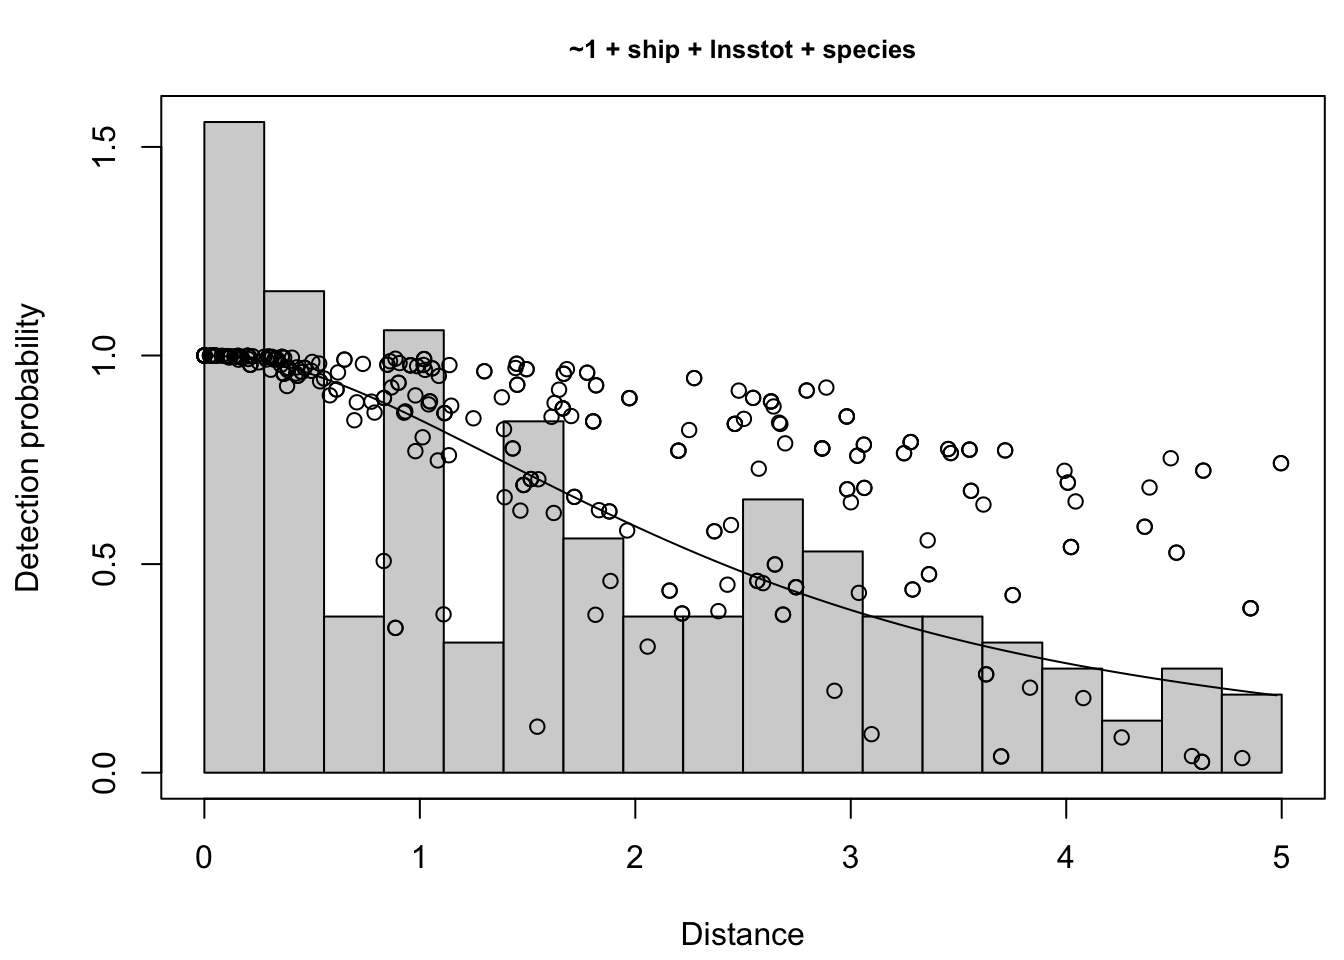 ~1 + ship + lnsstot + species
Detection probability
1.5
1.0
0.5
0.0
0 1 2 3 4 5
Distance